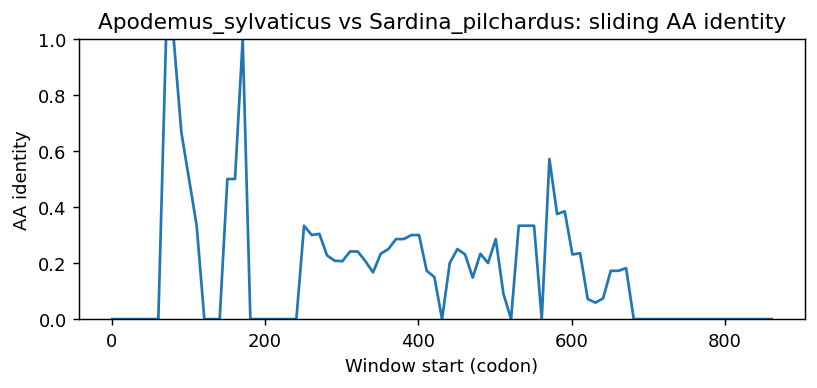 Apodemus_sylvaticus vs Sardina_pilchardus: sliding AA identity
1.0
0.8
0.6
0.4
0.2
0.0
AA identity
0 200 400 600 800
Window start (codon)